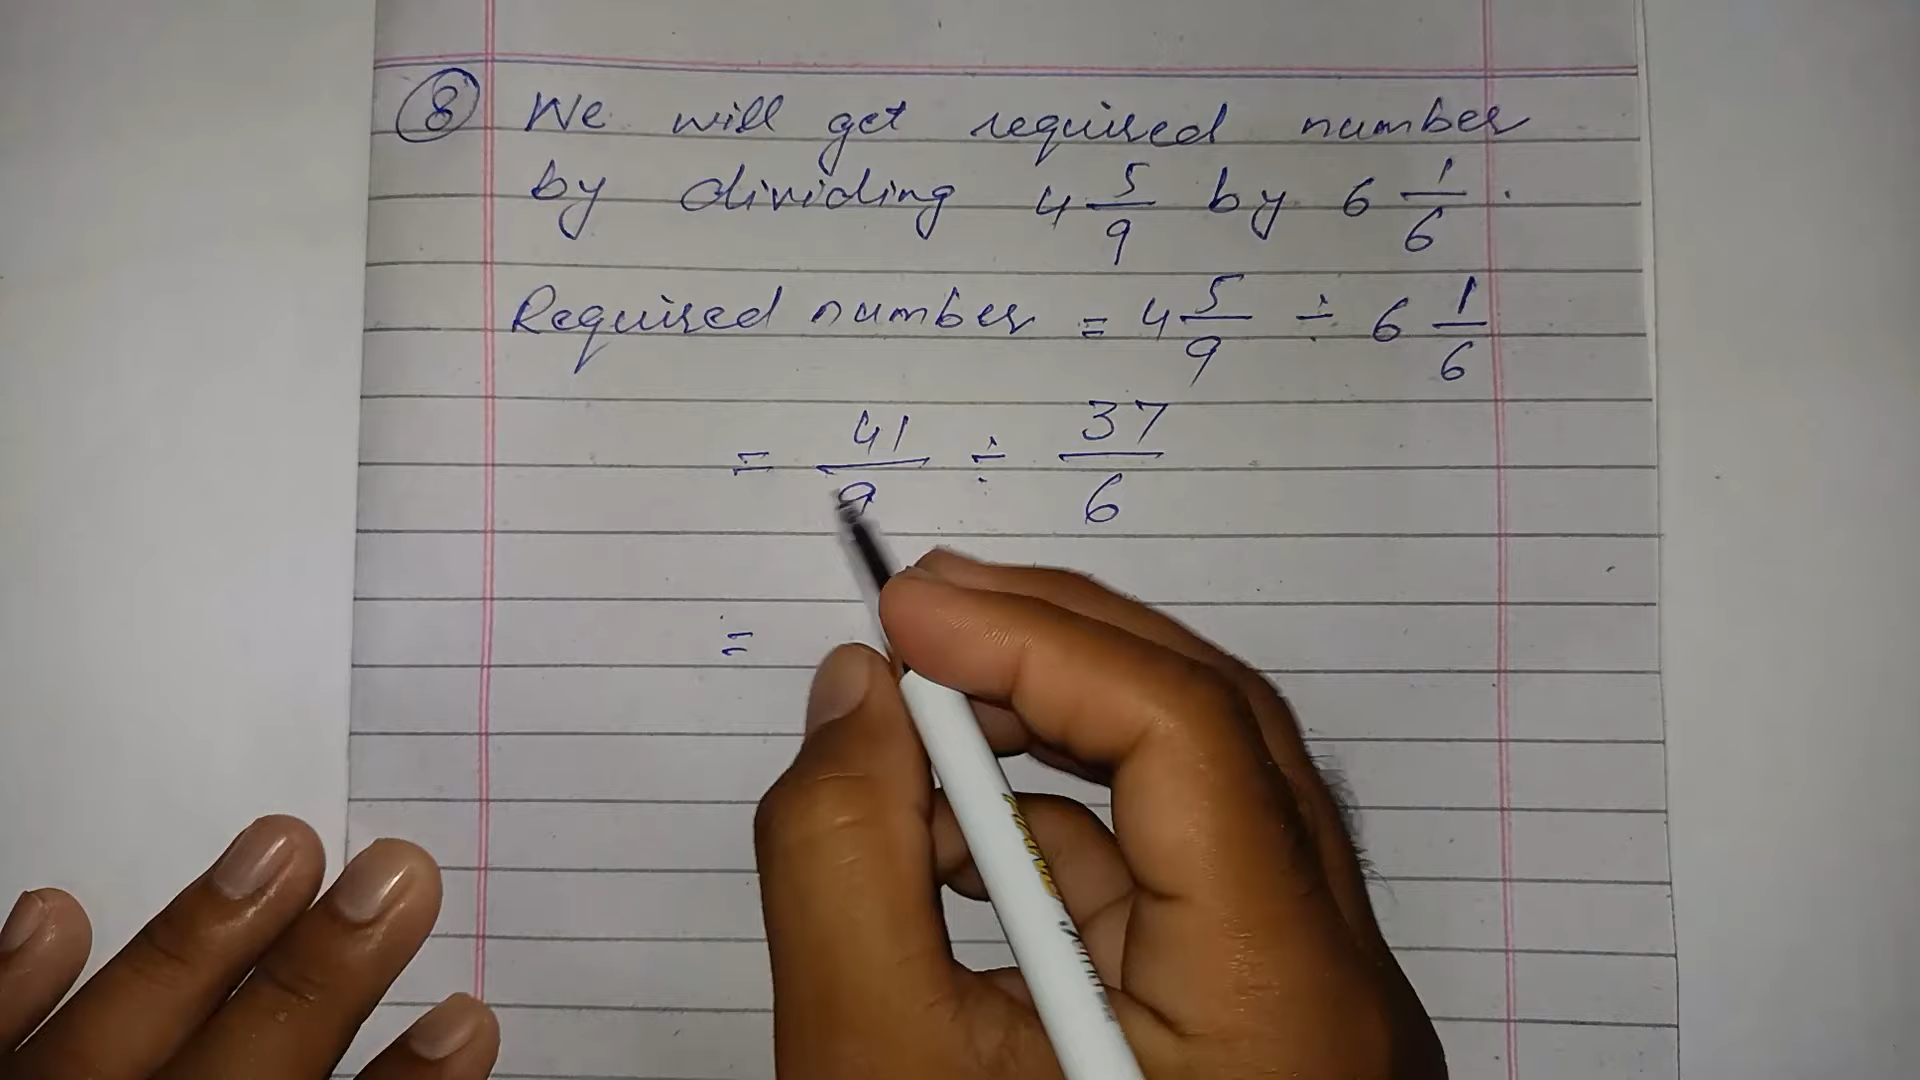 8 We will get required number
by dividing 4 5/9 by 6 1/6.
Required number = 4 5/9 ÷ 6 1/6
= 41/9 ÷ 37/6
=